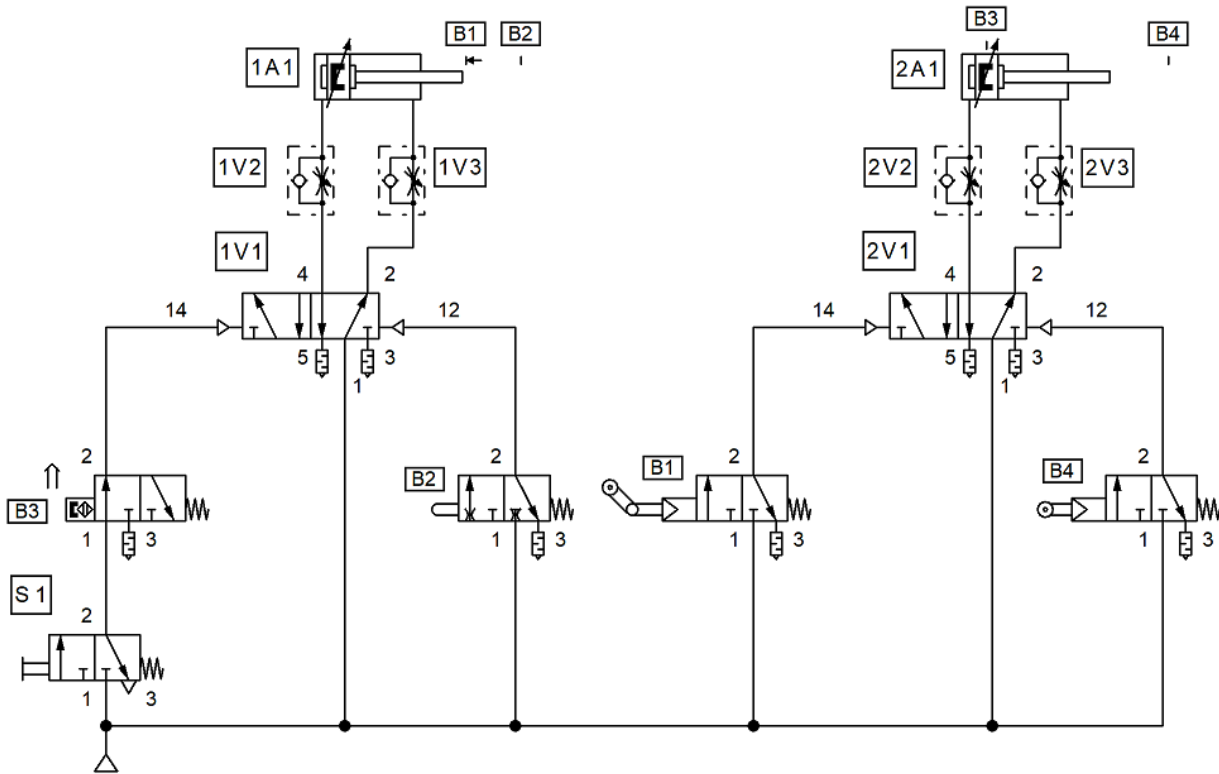 B1 B2 B3 B4
1A1 2A1
1V2 1V3 2V2 2V3
1V1 2V1
4 2 4 2
14 12 14 12
5 3 5 3
1 1
2 2 2 2
B3 B2 B1 B4
1 3 1 3 1 3 1 3
S 1
2
1 3